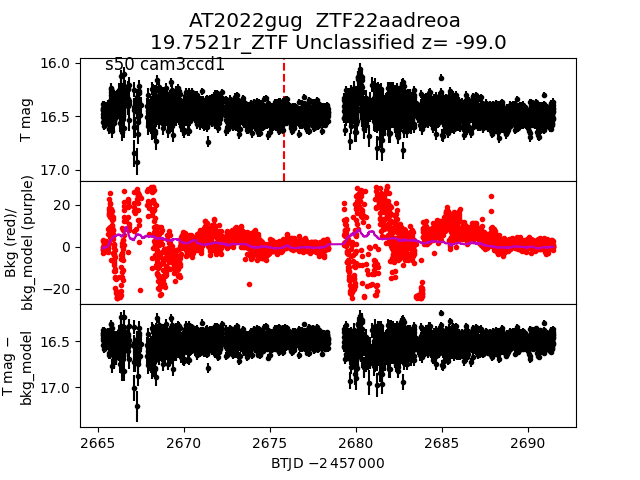 AT2022gug  ZTF22aadreoa
19.7521r_ZTF Unclassified z= -99.0
s50 cam3ccd1
16.0
16.5
17.0
T mag
20
0
−20
Bkg (red)/
bkg_model (purple)
16.5
17.0
T mag −
bkg_model
2665 2670 2675 2680 2685 2690
BTJD −2 457 000